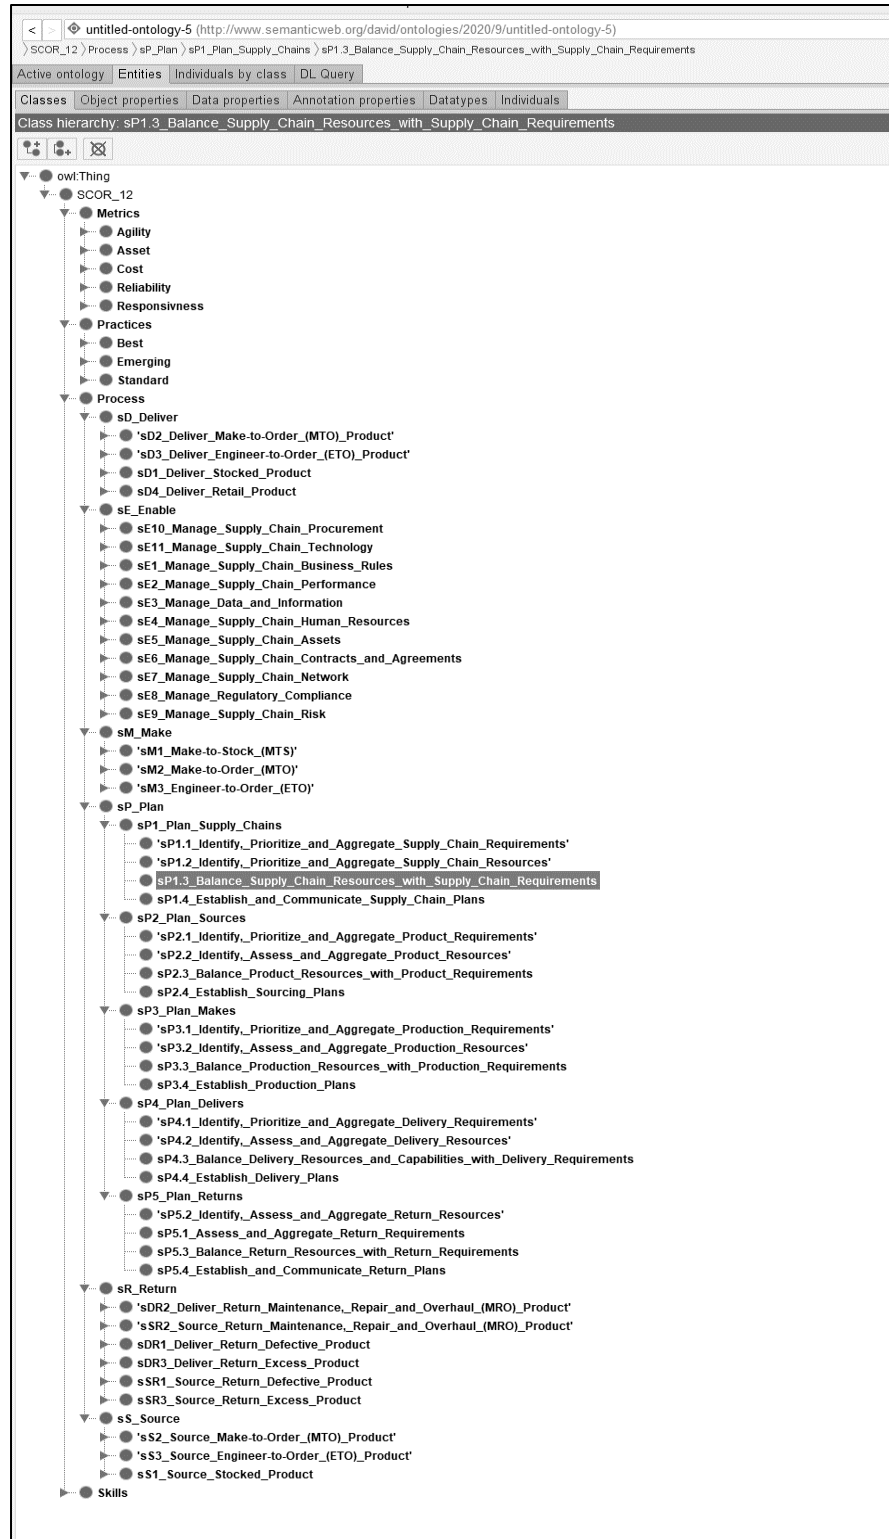 < > untitled-ontology-5 (http://www.semanticweb.org/david/ontologies/2020/9/untitled-ontology-5)
SCOR_12 Process sP_Plan sP1_Plan_Supply_Chains sP1.3_Balance_Supply_Chain_Resources_with_Supply_Chain_Requirements
Active ontology Entities Individuals by class DL Query
Classes Object properties Data properties Annotation properties Datatypes Individuals
Class hierarchy: sP1.3_Balance_Supply_Chain_Resources_with_Supply_Chain_Requirements
owl:Thing
SCOR_12
Metrics
Agility
Asset
Cost
Reliability
Responsivness
Practices
Best
Emerging
Standard
Process
sD_Deliver
'sD2_Deliver_Make-to-Order_(MTO)_Product'
'sD3_Deliver_Engineer-to-Order_(ETO)_Product'
sD1_Deliver_Stocked_Product
sD4_Deliver_Retail_Product
sE_Enable
sE10_Manage_Supply_Chain_Procurement
sE11_Manage_Supply_Chain_Technology
sE1_Manage_Supply_Chain_Business_Rules
sE2_Manage_Supply_Chain_Performance
sE3_Manage_Data_and_Information
sE4_Manage_Supply_Chain_Human_Resources
sE5_Manage_Supply_Chain_Assets
sE6_Manage_Supply_Chain_Contracts_and_Agreements
sE7_Manage_Supply_Chain_Network
sE8_Manage_Regulatory_Compliance
sE9_Manage_Supply_Chain_Risk
sM_Make
'sM1_Make-to-Stock_(MTS)'
'sM2_Make-to-Order_(MTO)'
'sM3_Engineer-to-Order_(ETO)'
sP_Plan
sP1_Plan_Supply_Chains
'sP1.1_Identify,_Prioritize_and_Aggregate_Supply_Chain_Requirements'
'sP1.2_Identify,_Prioritize_and_Aggregate_Supply_Chain_Resources'
sP1.3_Balance_Supply_Chain_Resources_with_Supply_Chain_Requirements
sP1.4_Establish_and_Communicate_Supply_Chain_Plans
sP2_Plan_Sources
'sP2.1_Identify,_Prioritize_and_Aggregate_Product_Requirements'
'sP2.2_Identify,_Assess_and_Aggregate_Product_Resources'
sP2.3_Balance_Product_Resources_with_Product_Requirements
sP2.4_Establish_Sourcing_Plans
sP3_Plan_Makes
'sP3.1_Identify,_Prioritize_and_Aggregate_Production_Requirements'
'sP3.2_Identify,_Assess_and_Aggregate_Production_Resources'
sP3.3_Balance_Production_Resources_with_Production_Requirements
sP3.4_Establish_Production_Plans
sP4_Plan_Delivers
'sP4.1_Identify,_Prioritize_and_Aggregate_Delivery_Requirements'
'sP4.2_Identify,_Assess_and_Aggregate_Delivery_Resources'
sP4.3_Balance_Delivery_Resources_and_Capabilities_with_Delivery_Requirements
sP4.4_Establish_Delivery_Plans
sP5_Plan_Returns
'sP5.2_Identify,_Assess_and_Aggregate_Return_Resources'
sP5.1_Assess_and_Aggregate_Return_Requirements
sP5.3_Balance_Return_Resources_with_Return_Requirements
sP5.4_Establish_and_Communicate_Return_Plans
sR_Return
'sDR2_Deliver_Return_Maintenance,_Repair_and_Overhaul_(MRO)_Product'
'sSR2_Source_Return_Maintenance,_Repair_and_Overhaul_(MRO)_Product'
sDR1_Deliver_Return_Defective_Product
sDR3_Deliver_Return_Excess_Product
sSR1_Source_Return_Defective_Product
sSR3_Source_Return_Excess_Product
sS_Source
'sS2_Source_Make-to-Order_(MTO)_Product'
'sS3_Source_Engineer-to-Order_(ETO)_Product'
sS1_Source_Stocked_Product
Skills